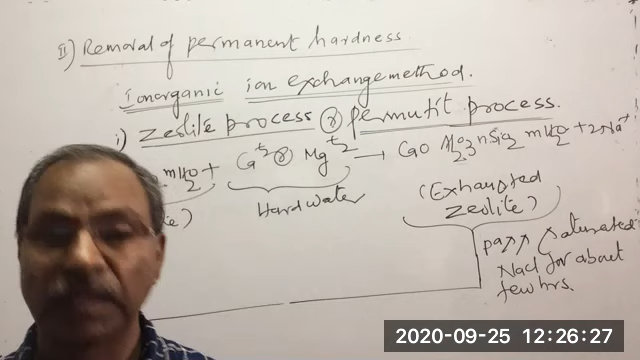 II) Removal of permanent hardness
Ionorganic ion exchange method.
i) Zeolite process (or) permutit process.
mH2O + Ca+2 (or) Mg+2 → CaO Al2O3 nSiO2 mH2O + 2Na+
Hard water
(Exhausted
Zeolite)
pass saturated
Nacl for about
few hrs.
2020-09-25 12:26:27